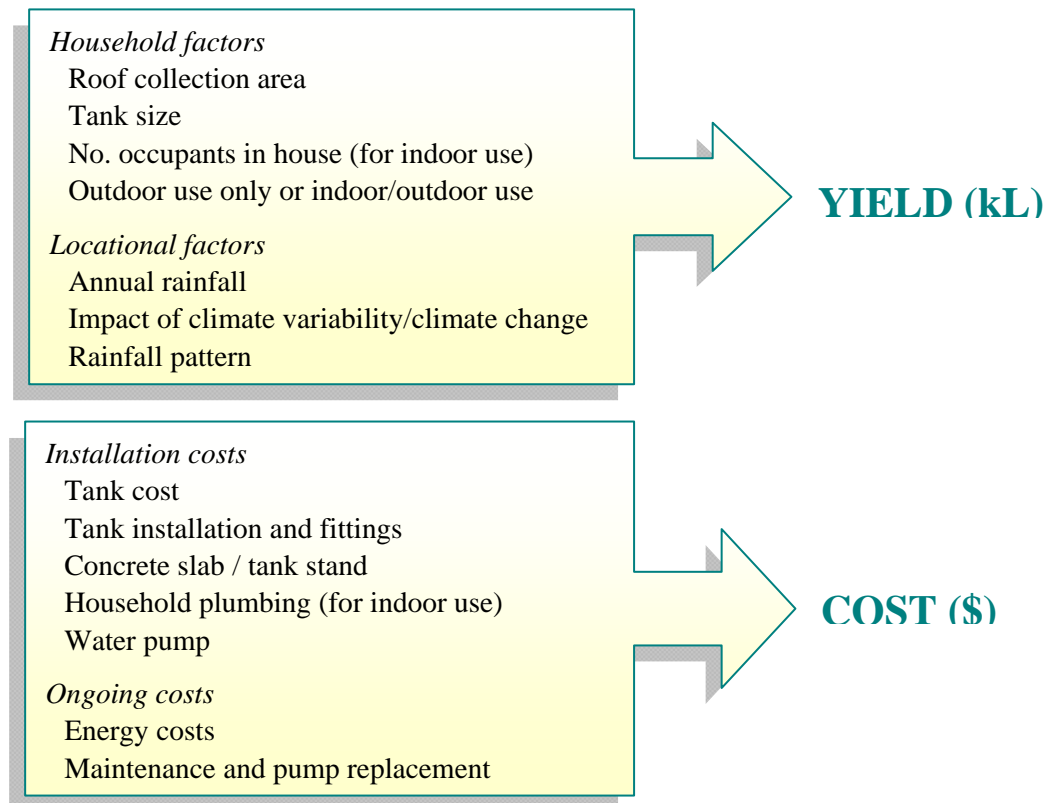 Household factors
Roof collection area
Tank size
No. occupants in house (for indoor use)
Outdoor use only or indoor/outdoor use
Locational factors
Annual rainfall
Impact of climate variability/climate change
Rainfall pattern
YIELD (kL)
Installation costs
Tank cost
Tank installation and fittings
Concrete slab / tank stand
Household plumbing (for indoor use)
Water pump
Ongoing costs
Energy costs
Maintenance and pump replacement
COST ($)